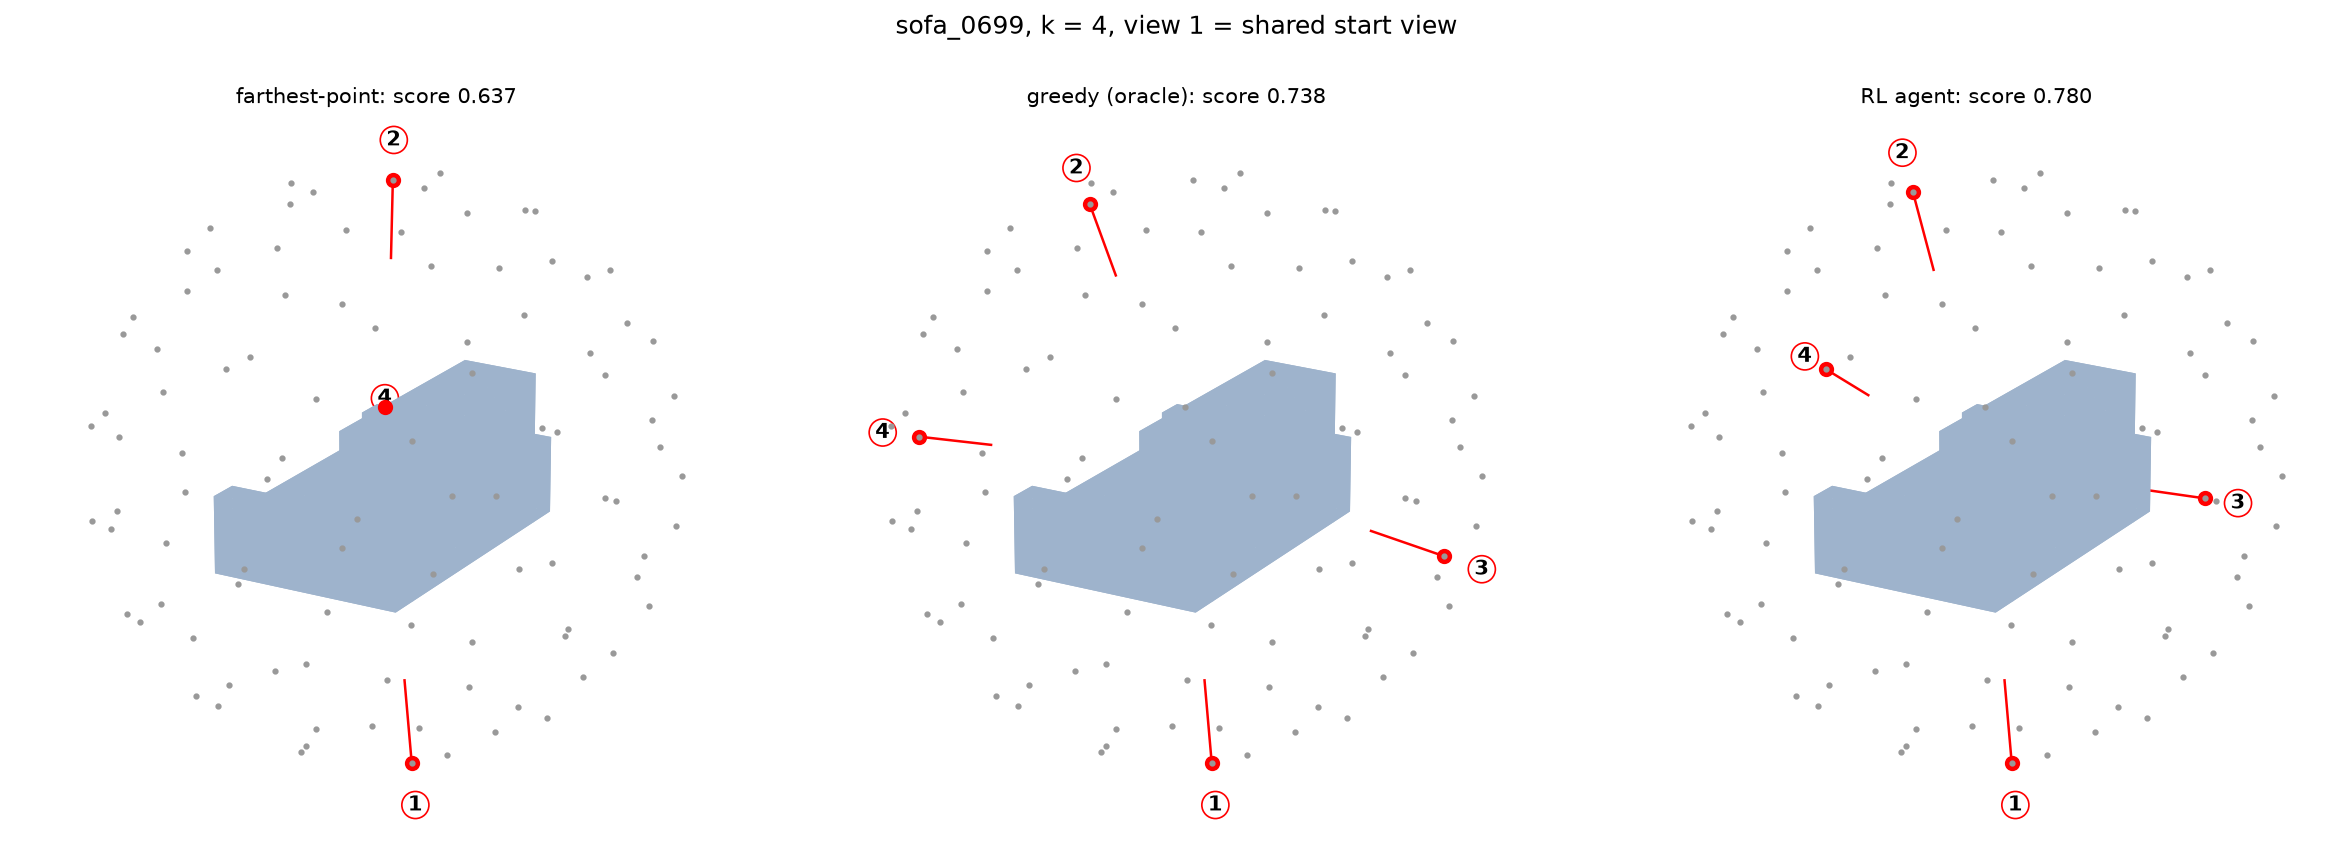 sofa_0699, k = 4, view 1 = shared start view
farthest-point: score 0.637
2
4
1
greedy (oracle): score 0.738
2
4
3
1
RL agent: score 0.780
2
4
3
1